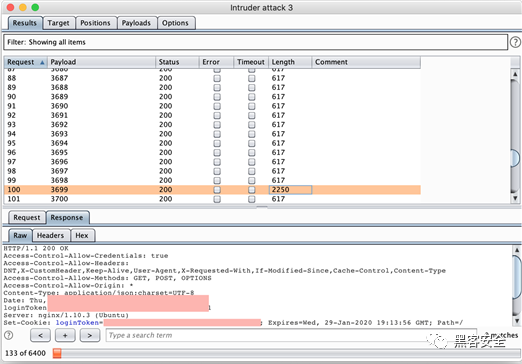 Intruder attack 3
Results Target Positions Payloads Options
Filter: Showing all items
Request Payload Status Error Timeout Length Comment
87 3686 200 617
88 3687 200 617
89 3688 200 617
90 3689 200 617
91 3690 200 617
92 3691 200 617
93 3692 200 617
94 3693 200 617
95 3694 200 617
96 3695 200 617
97 3696 200 617
98 3697 200 617
99 3698 200 617
100 3699 200 2250
101 3700 200 617
Request Response
Raw Headers Hex
HTTP/1.1 200 OK
Access-Control-Allow-Credentials: true
Access-Control-Allow-Headers:
DNT,X-CustomHeader,Keep-Alive,User-Agent,X-Requested-With,If-Modified-Since,Cache-Control,Content-Type
Access-Control-Allow-Methods: GET, POST, OPTIONS
Access-Control-Allow-Origin: *
Content-Type: application/json;charset=UTF-8
Date: Thu,
loginToken
Server: nginx/1.10.3 (Ubuntu)
Set-Cookie: loginToken= ; Expires=Wed, 29-Jan-2020 19:13:56 GMT; Path=/
? < + > Type a search term
133 of 6400
黑客安全